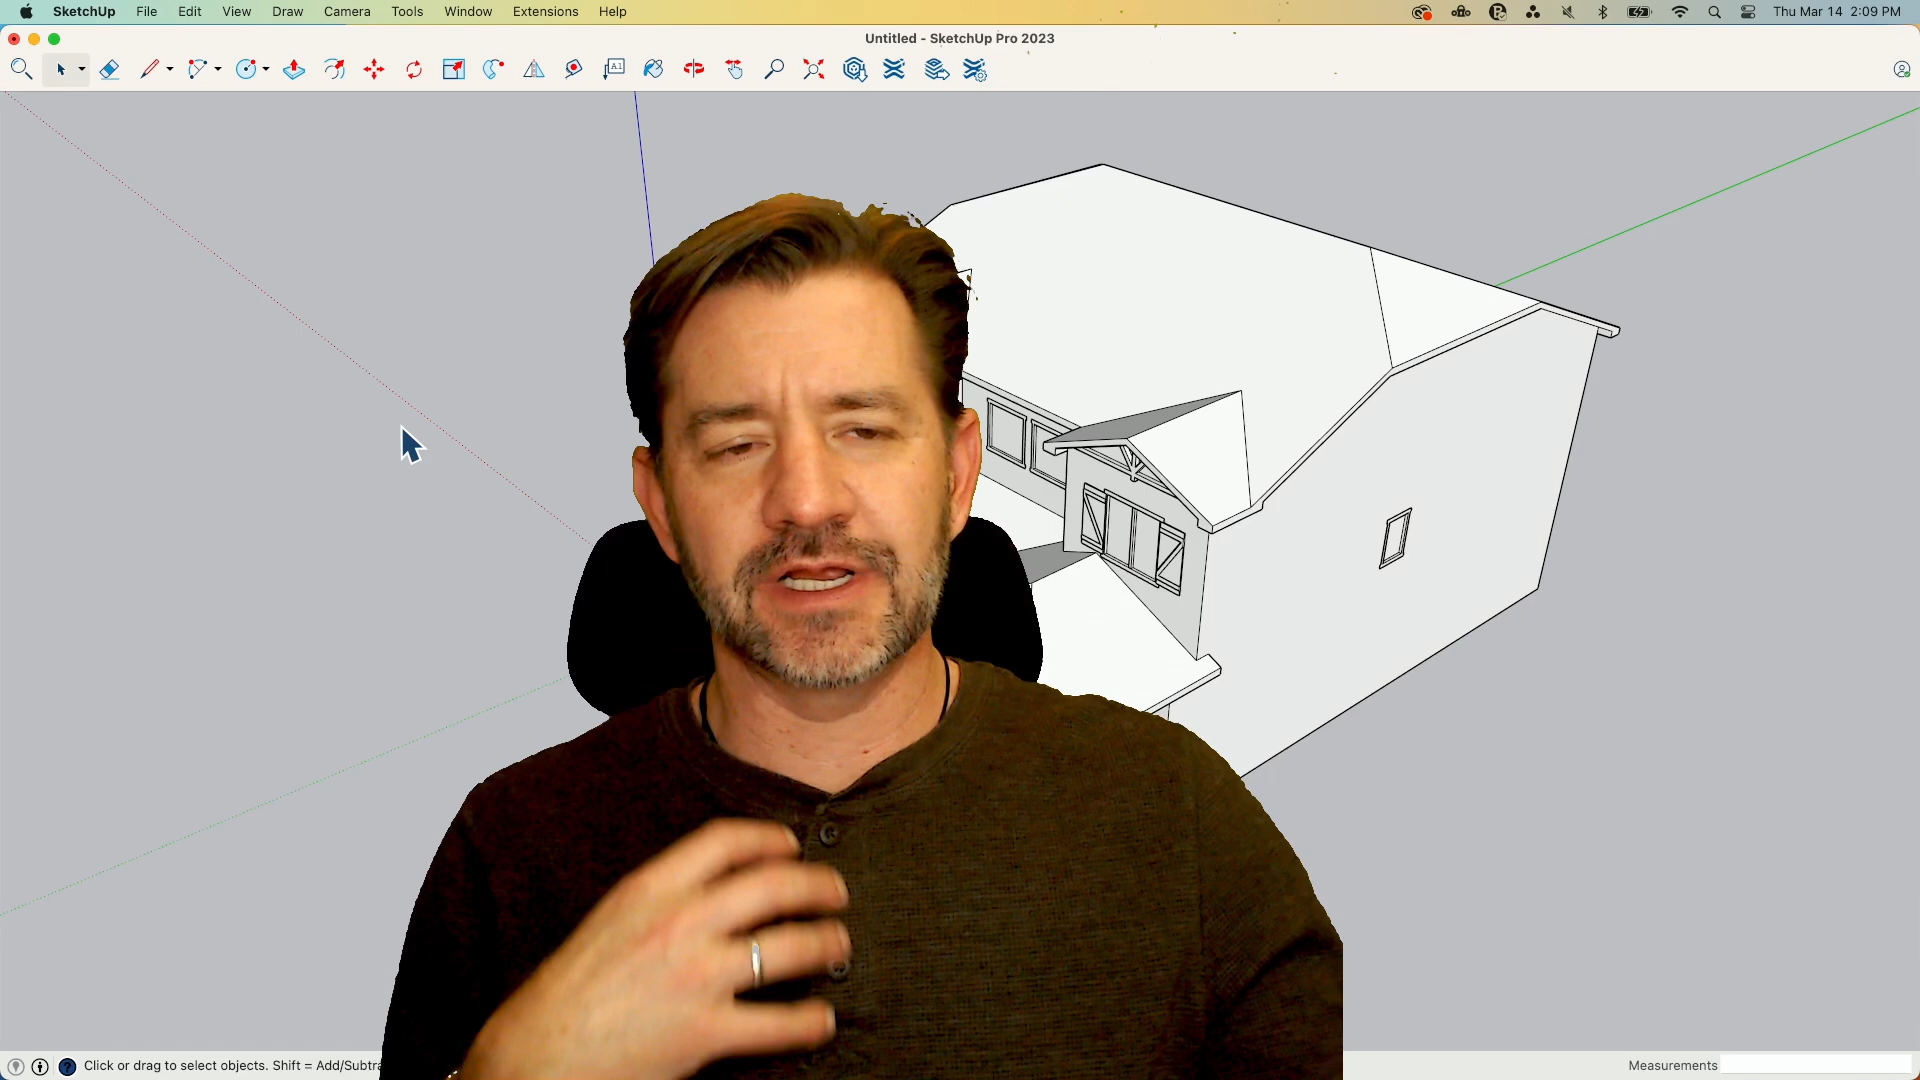 SketchUp File Edit View Draw Camera Tools Window Extensions Help Thu Mar 14 2:09 PM
Untitled - SketchUp Pro 2023
A1
Click or drag to select objects. Shift = Add/Subtra Measurements